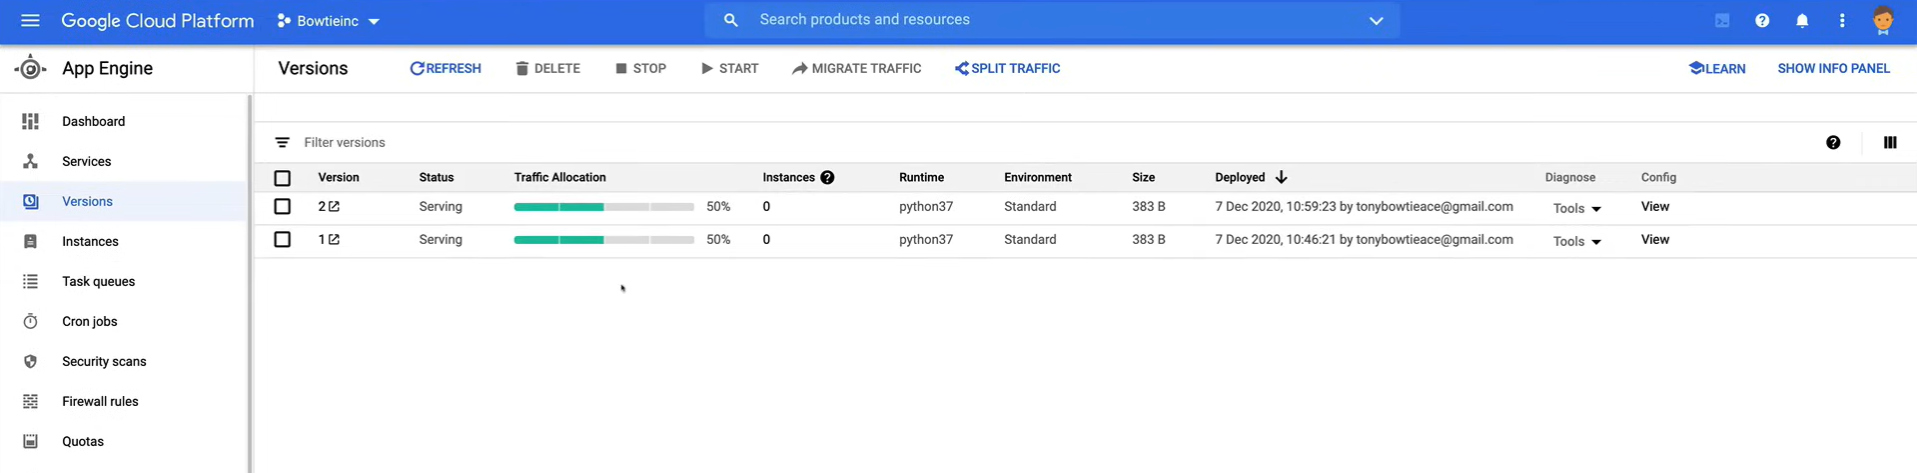 Google Cloud Platform Bowtieinc Search products and resources
App Engine Versions REFRESH DELETE STOP START MIGRATE TRAFFIC SPLIT TRAFFIC LEARN SHOW INFO PANEL
Dashboard
Services
Versions
Instances
Task queues
Cron jobs
Security scans
Firewall rules
Quotas
Filter versions
Version Status Traffic Allocation Instances Runtime Environment Size Deployed Diagnose Config
2 Serving 50% 0 python37 Standard 383 B 7 Dec 2020, 10:59:23 by tonybowtieace@gmail.com Tools View
1 Serving 50% 0 python37 Standard 383 B 7 Dec 2020, 10:46:21 by tonybowtieace@gmail.com Tools View